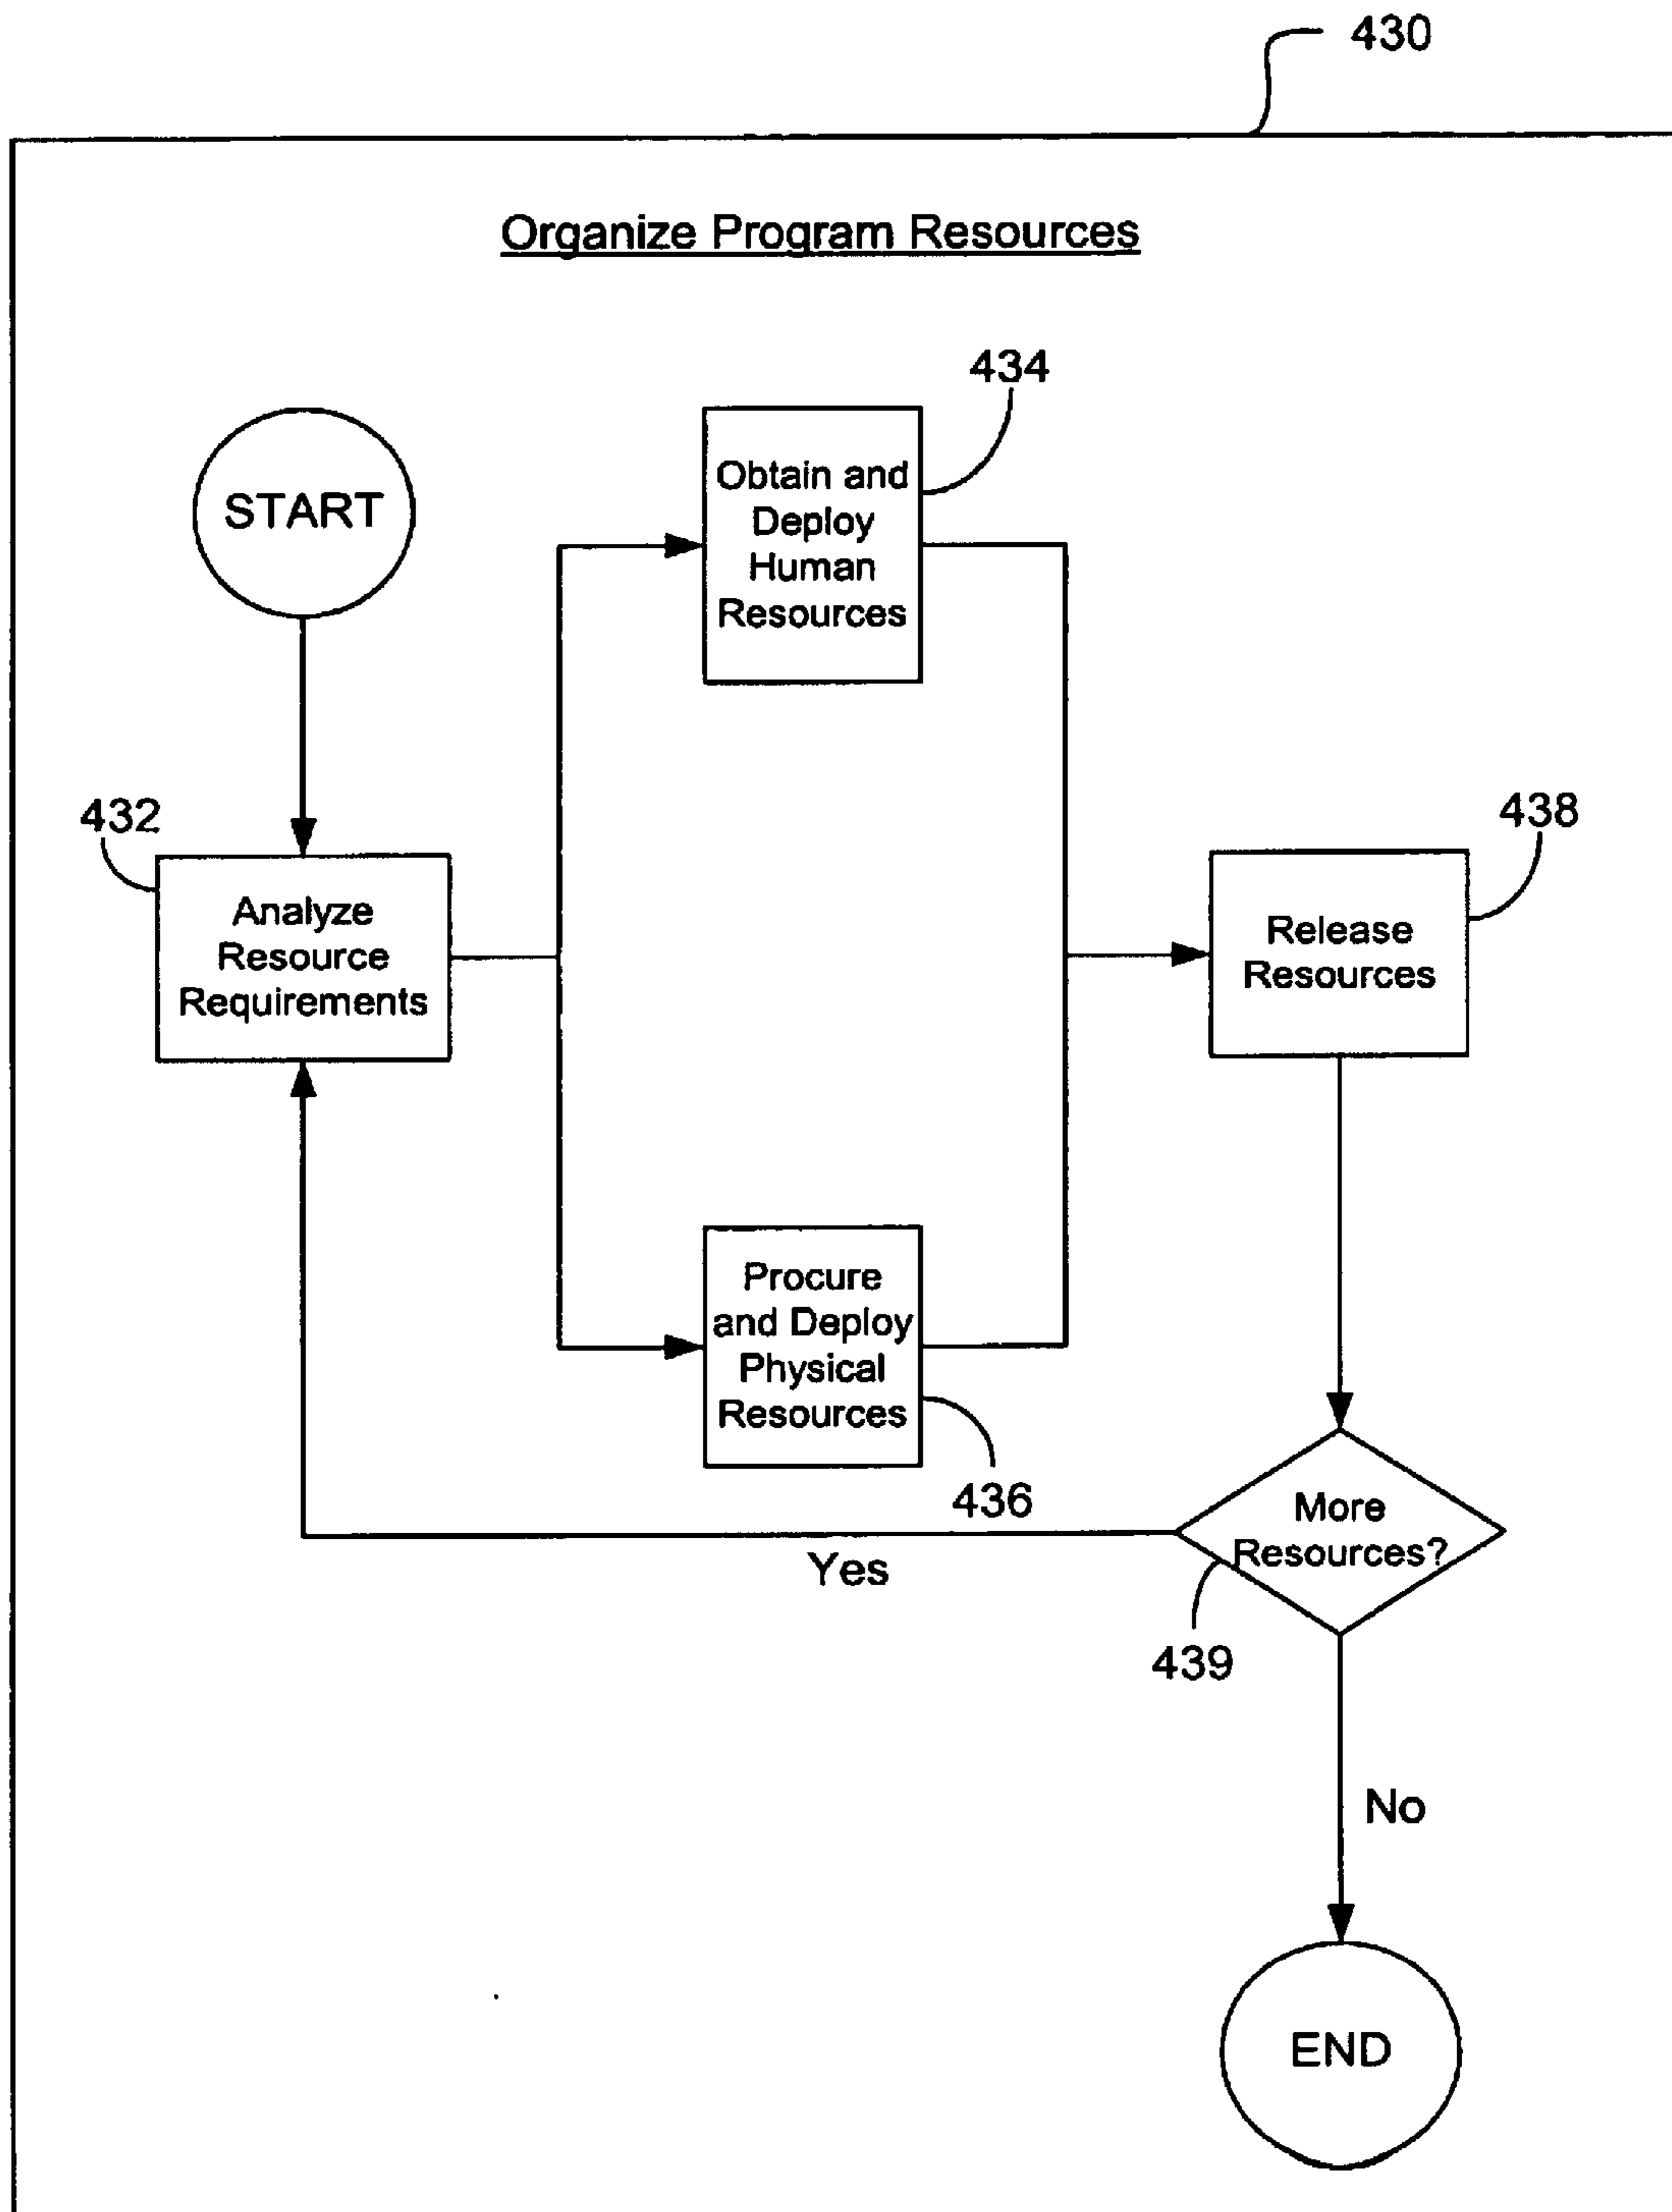 430
Organize Program Resources
434
START
Obtain and
Deploy
Human
Resources
432
Analyze
Resource
Requirements
438
Release
Resources
Procure
and Deploy
Physical
Resources
436
More
Resources?
Yes
439
No
END